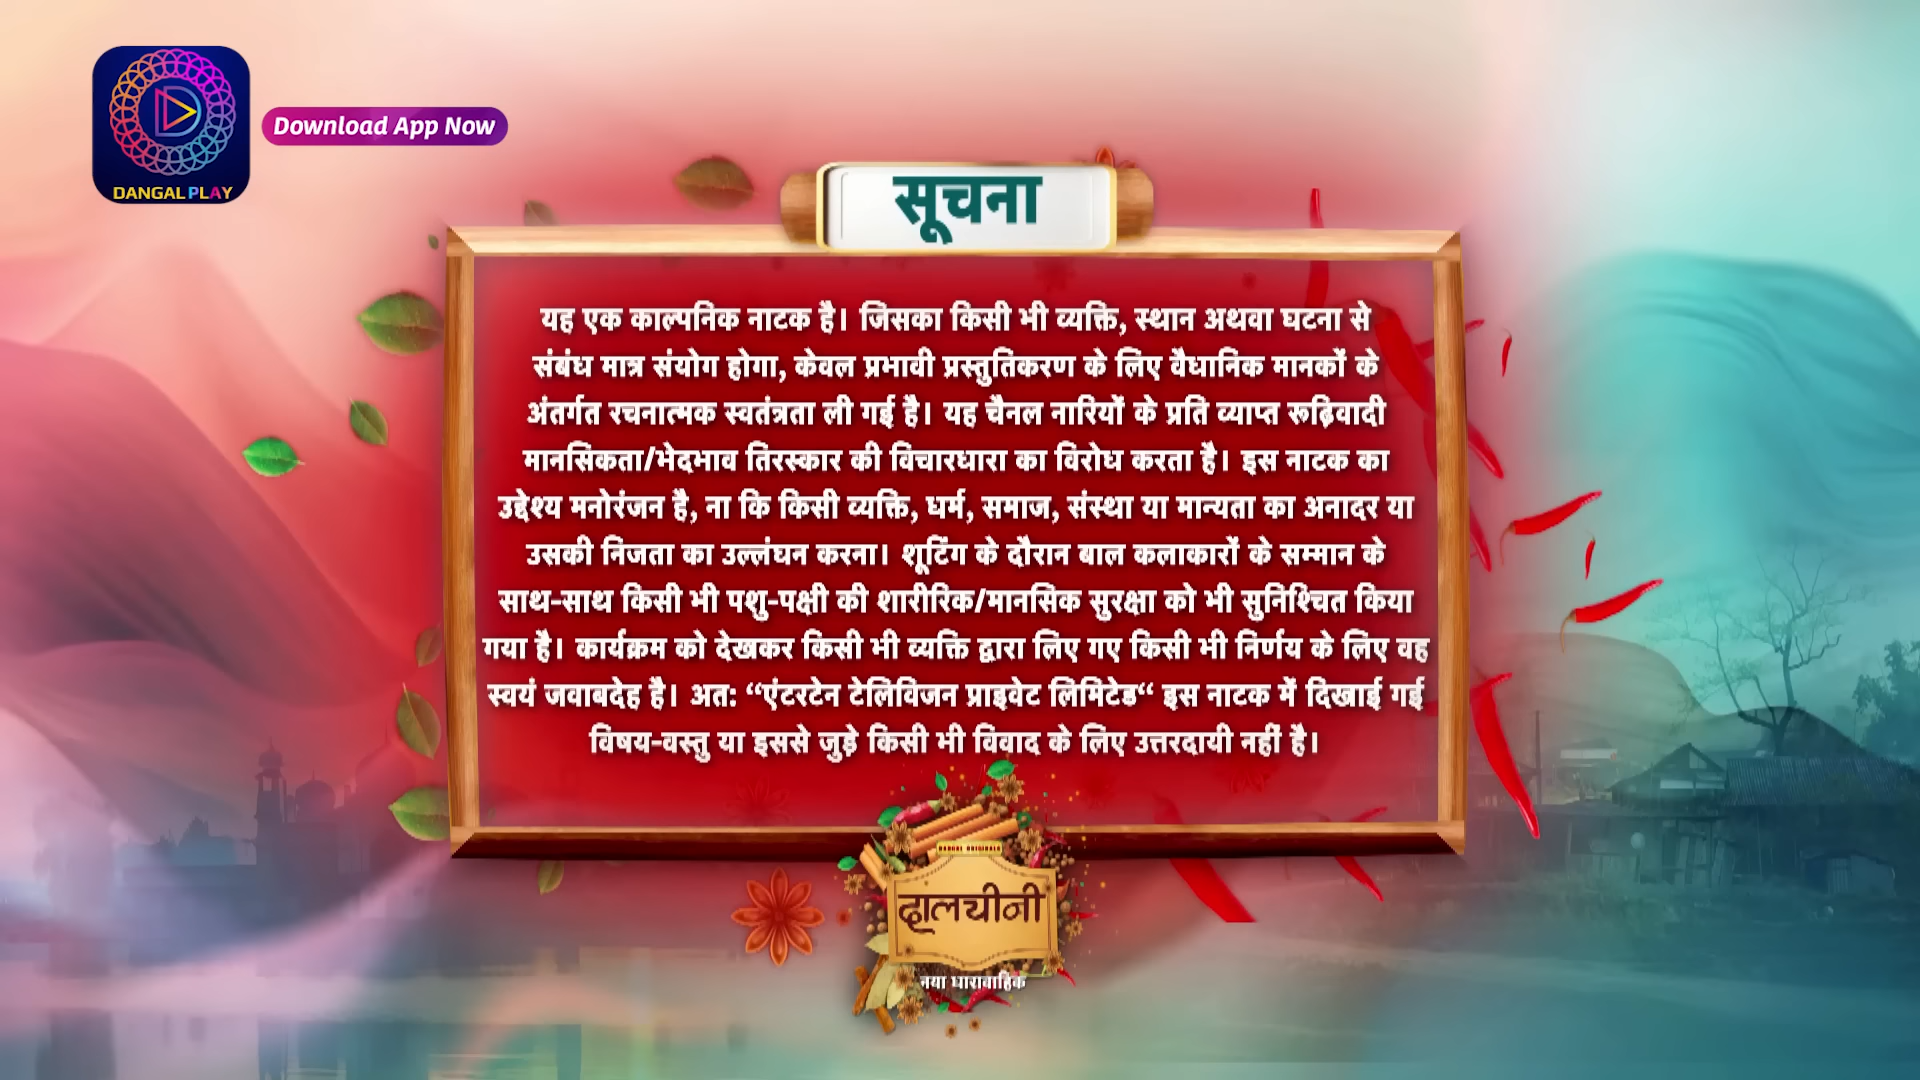 DANGAL PLAY
Download App Now
सूचना
यह एक काल्पनिक नाटक है। जिसका किसी भी व्यक्ति, स्थान अथवा घटना से
संबंध मात्र संयोग होगा, केवल प्रभावी प्रस्तुतिकरण के लिए वैधानिक मानकों के
अंतर्गत रचनात्मक स्वतंत्रता ली गई है। यह चैनल नारियों के प्रति व्याप्त रूढ़िवादी
मानसिकता/भेदभाव तिरस्कार की विचारधारा का विरोध करता है। इस नाटक का
उद्देश्य मनोरंजन है, ना कि किसी व्यक्ति, धर्म, समाज, संस्था या मान्यता का अनादर या
उसकी निजता का उल्लंघन करना। शूटिंग के दौरान बाल कलाकारों के सम्मान के
साथ-साथ किसी भी पशु-पक्षी की शारीरिक/मानसिक सुरक्षा को भी सुनिश्चित किया
गया है। कार्यक्रम को देखकर किसी भी व्यक्ति द्वारा लिए गए किसी भी निर्णय के लिए वह
स्वयं जवाबदेह है। अत: “एंटरटेन टेलिविजन प्राइवेट लिमिटेड“ इस नाटक में दिखाई गई
विषय-वस्तु या इससे जुड़े किसी भी विवाद के लिए उत्तरदायी नहीं है।
DANGAL ORIGINALS
दालचीनी
नया धारावाहिक